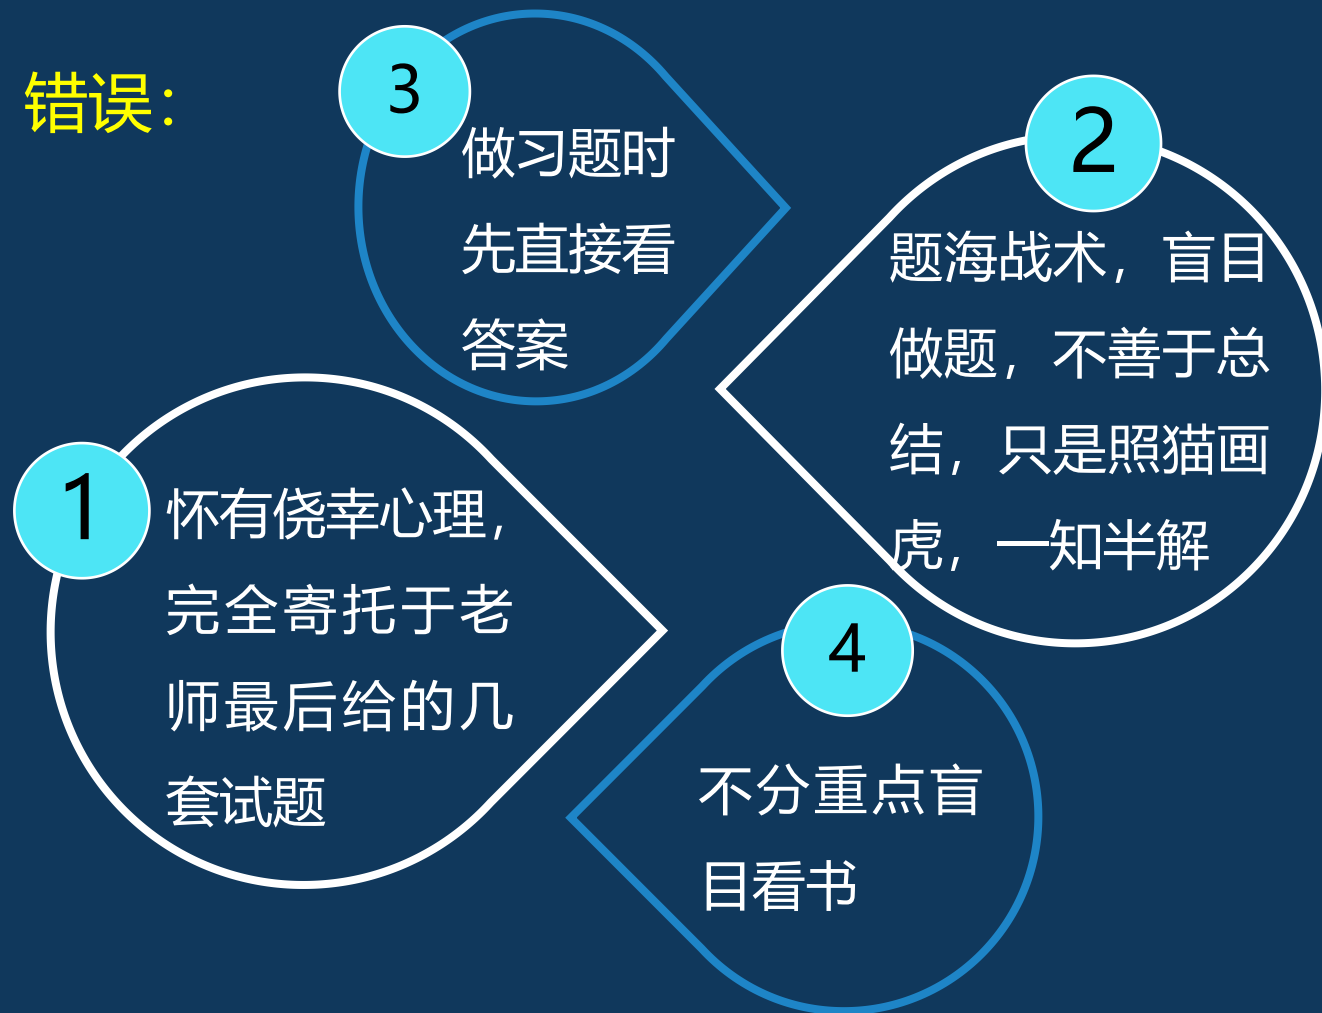 错误：
3
做习题时
先直接看
答案
2
题海战术，盲目
做题，不善于总
结，只是照猫画
虎，一知半解
1
怀有侥幸心理，
完全寄托于老
师最后给的几
套试题
4
不分重点盲
目看书